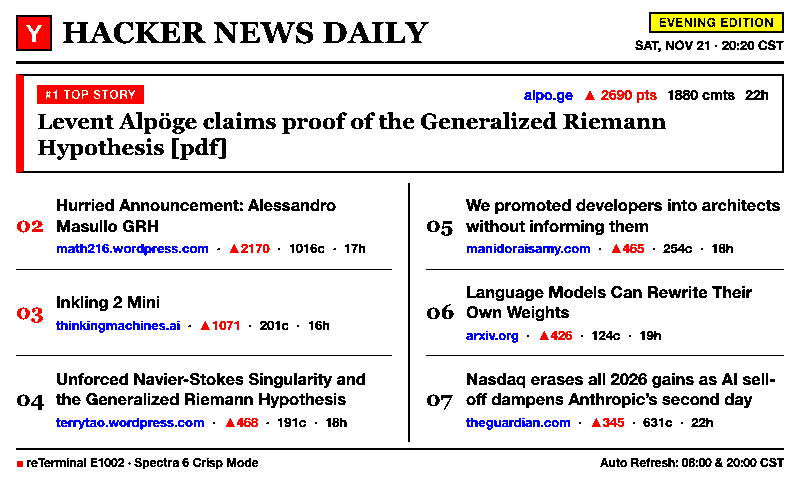 Y HACKER NEWS DAILY
EVENING EDITION
SAT, NOV 21 · 20:20 CST
#1 TOP STORY
alpo.ge ▲ 2690 pts 1880 cmts 22h
Levent Alpöge claims proof of the Generalized Riemann
Hypothesis [pdf]
02
Hurried Announcement: Alessandro
Masullo GRH
math216.wordpress.com · ▲2170 · 1016c · 17h
03
Inkling 2 Mini
thinkingmachines.ai · ▲1071 · 201c · 16h
04
Unforced Navier-Stokes Singularity and
the Generalized Riemann Hypothesis
terrytao.wordpress.com · ▲468 · 191c · 18h
05
We promoted developers into architects
without informing them
manidoraisamy.com · ▲465 · 254c · 18h
06
Language Models Can Rewrite Their
Own Weights
arxiv.org · ▲426 · 124c · 19h
07
Nasdaq erases all 2026 gains as AI sell-
off dampens Anthropic's second day
theguardian.com · ▲345 · 631c · 22h
■ reTerminal E1002 · Spectra 6 Crisp Mode
Auto Refresh: 08:00 & 20:00 CST